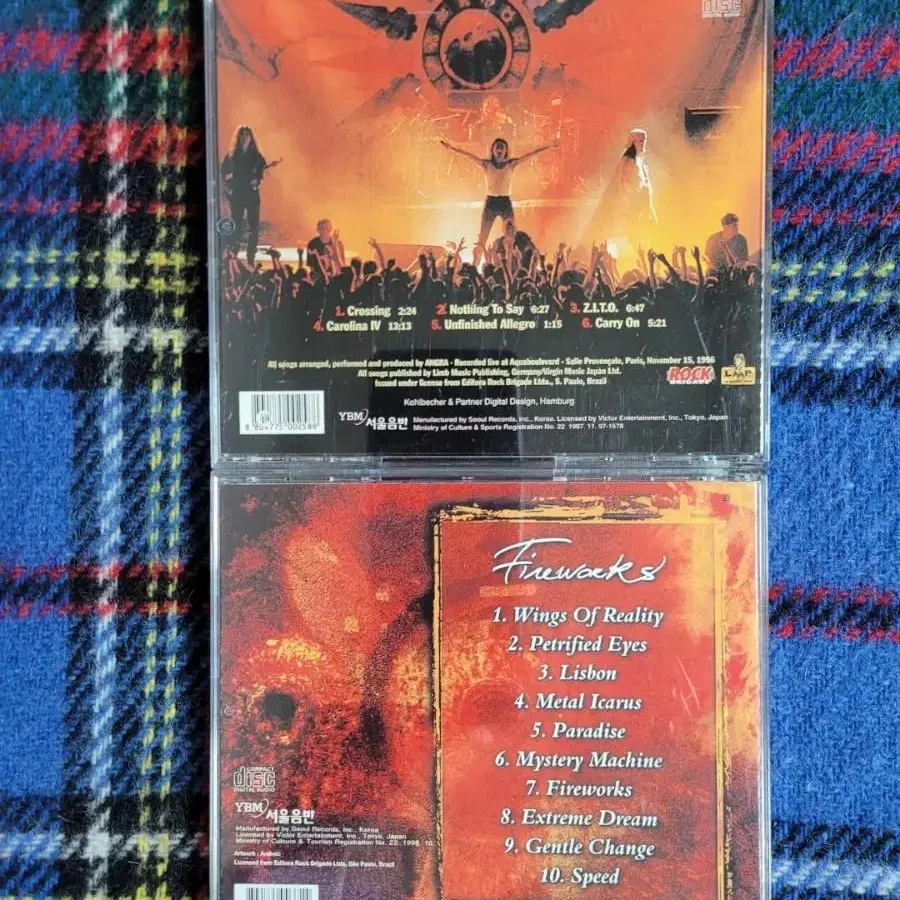 disc
DIGITAL AUDIO
1. Crossing 2:24 2. Nothing To Say 6:27 3. Z.I.T.O. 6:47
4. Carolina IV 13:13 5. Unfinished Allegro 1:15 6. Carry On 5:21
All songs arranged, performed and produced by ANGRA - Recorded live at Aquaboulevard - Salle Provençale, Paris, November 15, 1996
All songs published by Limb Music Publishing, Germany/Virgin Music Japan Ltd.
Issued under license from Editora Rock Brigade Ltda., S. Paulo, Brazil
ROCK
BRIGADE
Kohlbecher & Partner Digital Design, Hamburg
YBM 서울음반
Manufactured by Seoul Records, Inc., Korea. Licensed by Victor Entertainment, Inc., Tokyo, Japan
Ministry of Culture & Sports Registration No. 22 1997. 11. 97-1578
Fireworks
1. Wings Of Reality
2. Petrified Eyes
3. Lisbon
4. Metal Icarus
5. Paradise
6. Mystery Machine
7. Fireworks
8. Extreme Dream
9. Gentle Change
10. Speed
COMPACT
disc
DIGITAL AUDIO
YBM 서울음반
Manufactured by Seoul Records, Inc., Korea
Licensed by Victor Entertainment, Inc., Tokyo, Japan
Ministry of Culture & Tourism Registration No. 22. 1998. 10.
Artwork : Andreas
Licensed from Editora Rock Brigade Ltda, São Paulo, Brazil